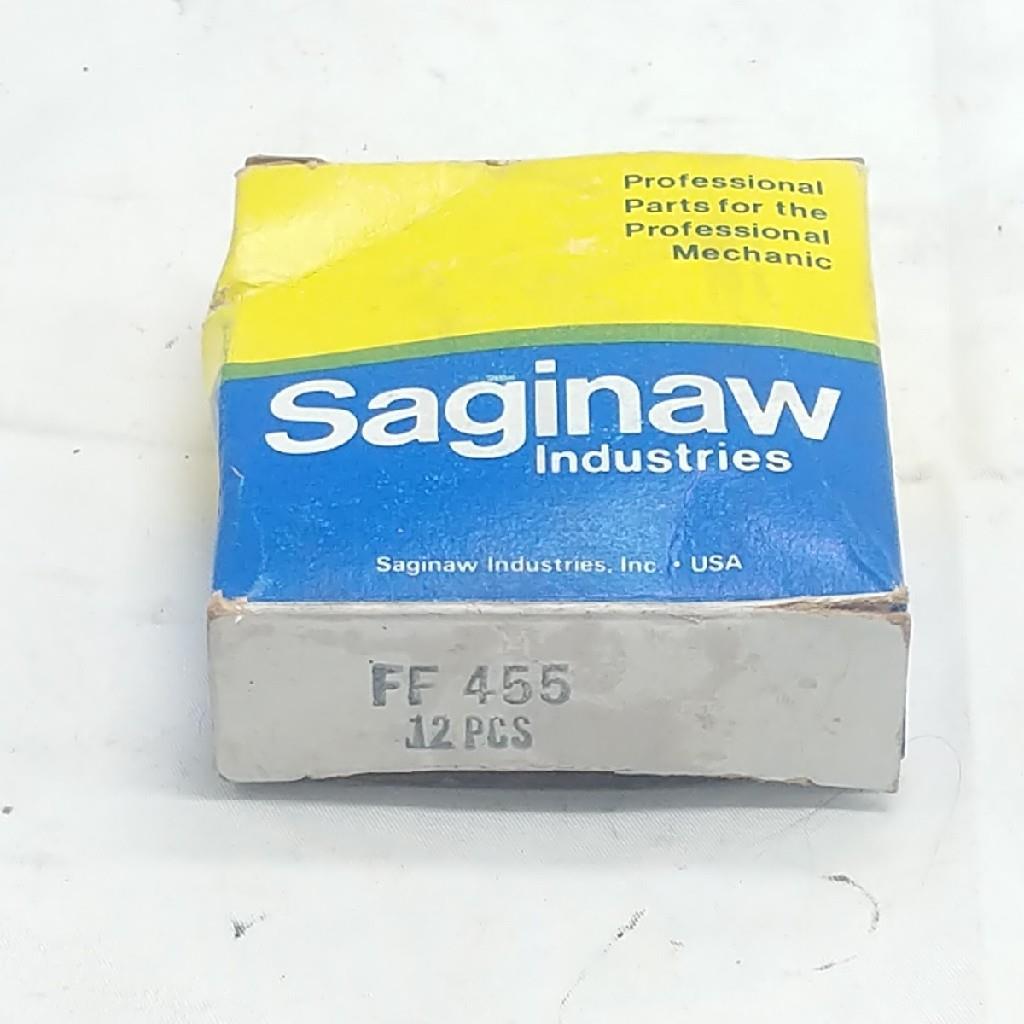 Professional
Parts for the
Professional
Mechanic
Saginaw
Industries
Saginaw Industries, Inc. • USA
FF 455
12 PCS